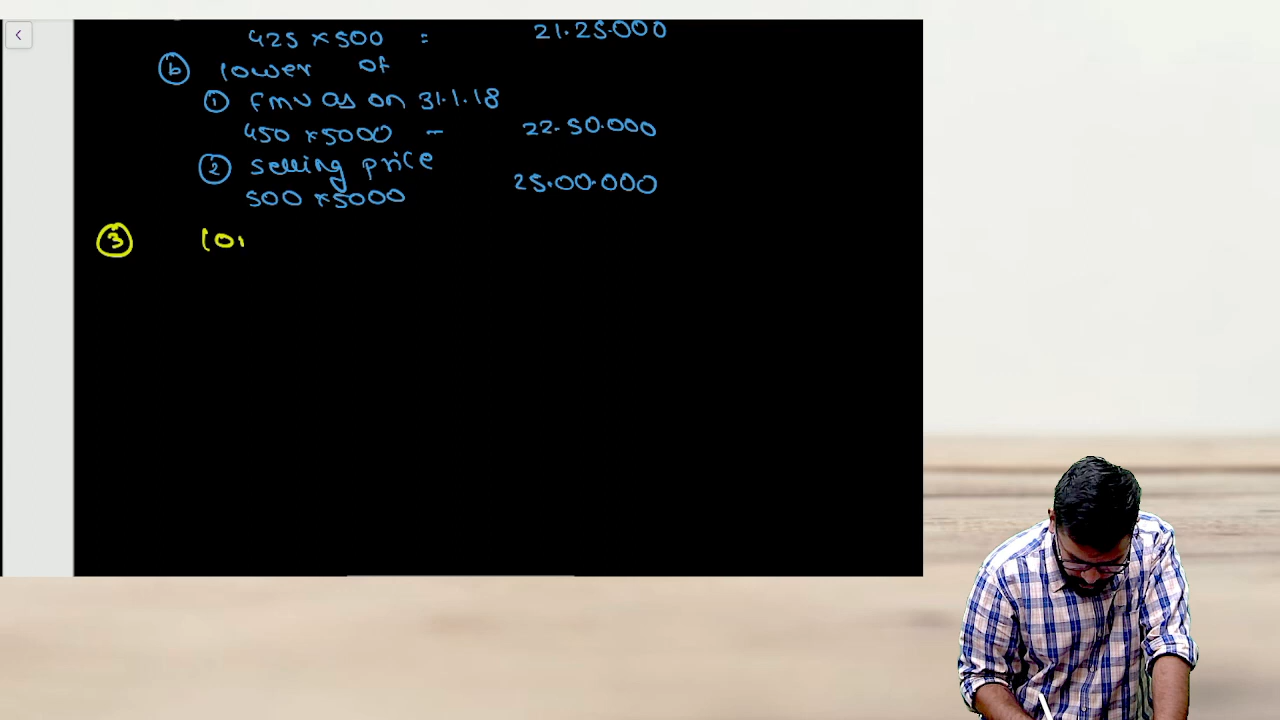 425 × 500 = 21.25.000
ⓑ lower of
① fmv as on 31.1.18
450 × 5000 - 22.50.000
② selling price
500 × 5000 25.00.000
③